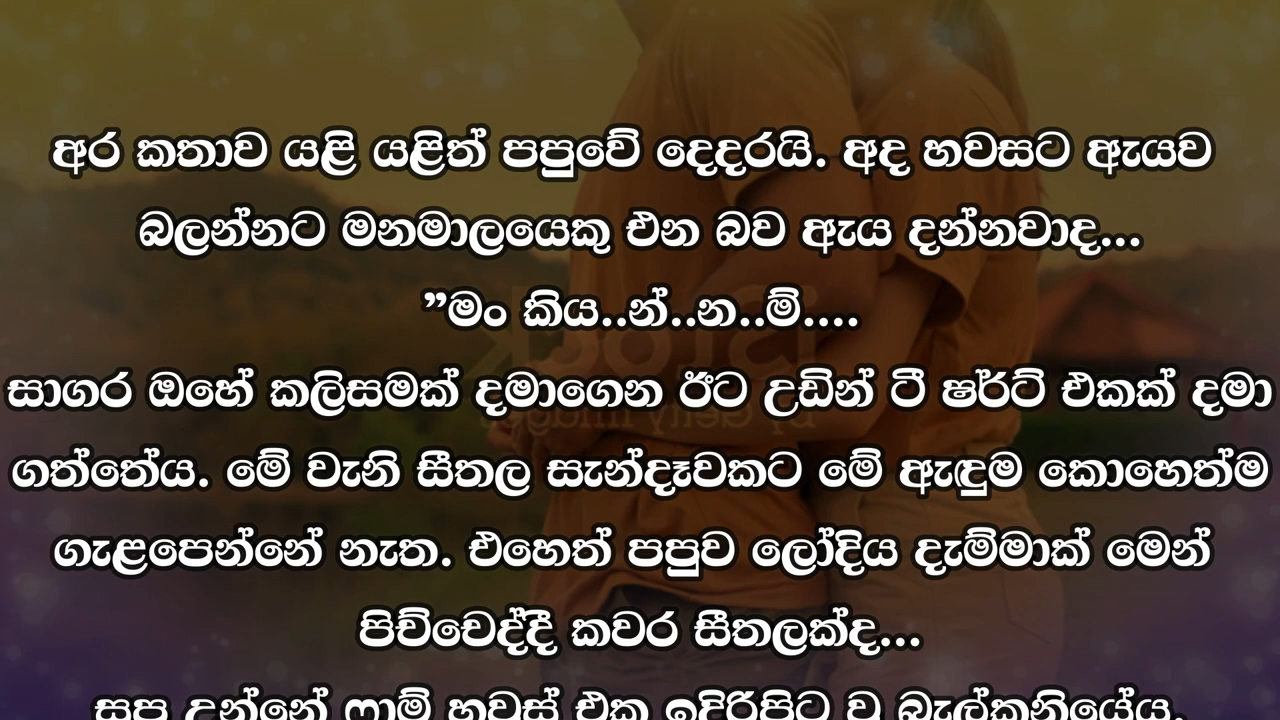 අර කතාව යළි යළිත් පපුවේ දෙදරයි. අද හවසට ඇයව
බලන්නට මනමාලයෙකු එන බව ඇය දන්නවාද...
”මං කිය..න්..න..ම්....
සාගර ඔහේ කලිසමක් දමාගෙන ඊට උඩින් ටී ෂර්ට් එකක් දමා
ගත්තේය. මේ වැනි සීතල සැන්දෑවකට මේ ඇඳුම කොහෙත්ම
ගැළපෙන්නේ නැත. එහෙත් පපුව ලෝදිය දැම්මාක් මෙන්
පිච්චෙද්දී කවර සීතලක්ද...
සඳ උන්නේ ෆාම් හවුස් එක ඉදිරිපිට වූ බැල්කනියේය.